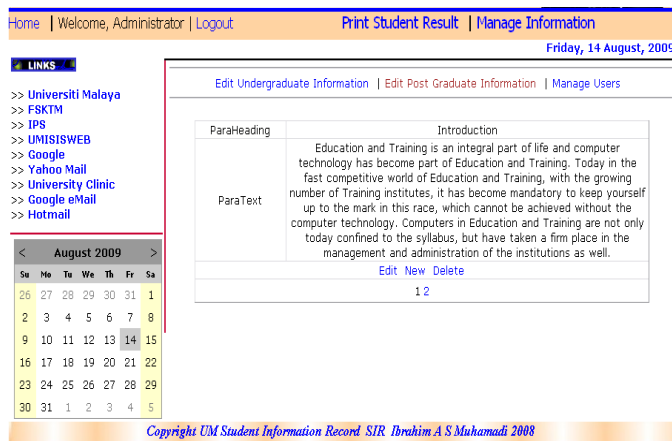 Home | Welcome, Administrator | Logout
Print Student Result | Manage Information
Friday, 14 August, 2009
LINKS
>> Universiti Malaya
>> FSKTM
>> IPS
>> UMISISWEB
>> Google
>> Yahoo Mail
>> University Clinic
>> Google eMail
>> Hotmail
< August 2009 >
Su Mo Tu We Th Fr Sa
26 27 28 29 30 31 1
2 3 4 5 6 7 8
9 10 11 12 13 14 15
16 17 18 19 20 21 22
23 24 25 26 27 28 29
30 31 1 2 3 4 5
Edit Undergraduate Information | Edit Post Graduate Information | Manage Users
ParaHeading Introduction
ParaText
Education and Training is an integral part of life and computer
technology has become part of Education and Training. Today in the
fast competitive world of Education and Training, with the growing
number of Training institutes, it has become mandatory to keep yourself
up to the mark in this race, which cannot be achieved without the
computer technology. Computers in Education and Training are not only
today confined to the syllabus, but have taken a firm place in the
management and administration of the institutions as well.
Edit New Delete
1 2
Copyright UM Student Information Record SIR Ibrahim A S Muhamadi 2008